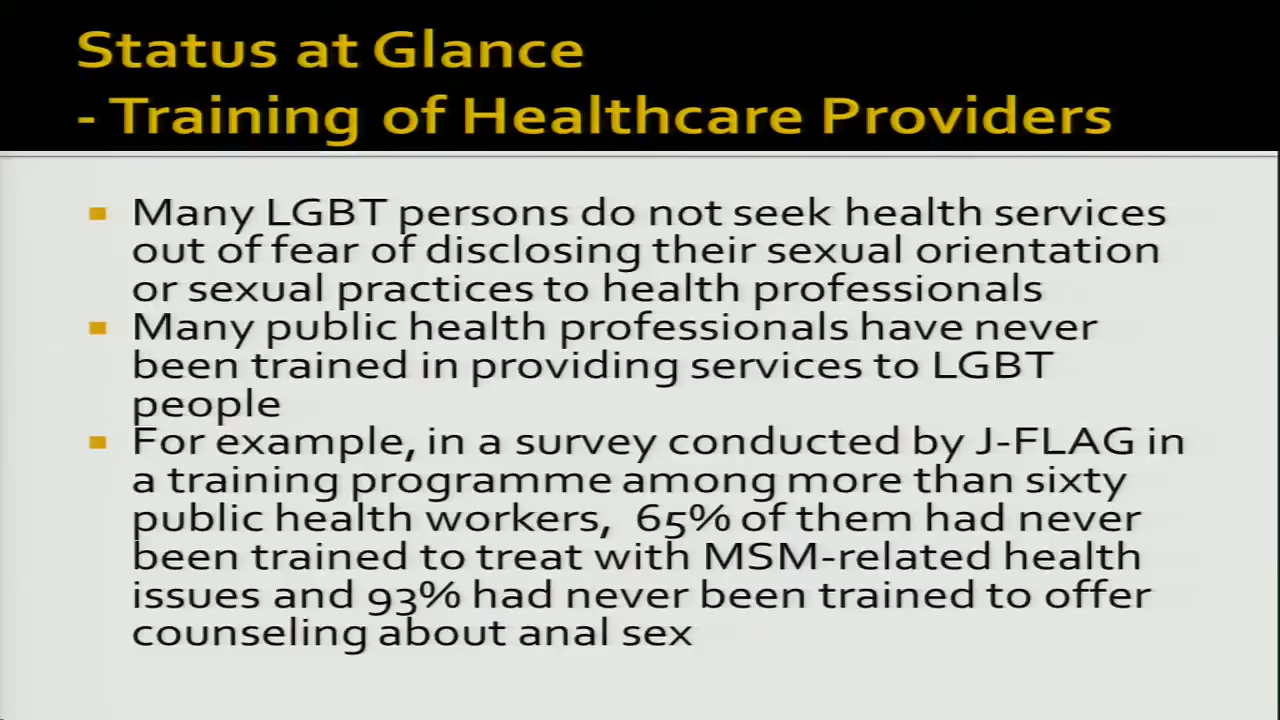 Status at Glance
- Training of Healthcare Providers
Many LGBT persons do not seek health services
out of fear of disclosing their sexual orientation
or sexual practices to health professionals
Many public health professionals have never
been trained in providing services to LGBT
people
For example, in a survey conducted by J-FLAG in
a training programme among more than sixty
public health workers, 65% of them had never
been trained to treat with MSM-related health
issues and 93% had never been trained to offer
counseling about anal sex